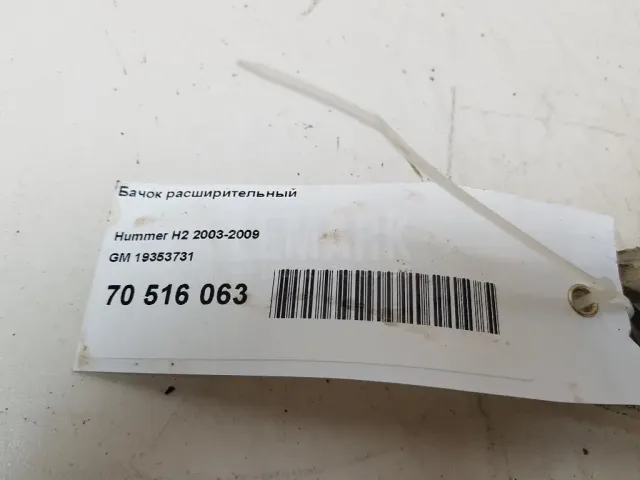 Бачок расширительный
Hummer H2 2003-2009
GM 19353731
70 516 063